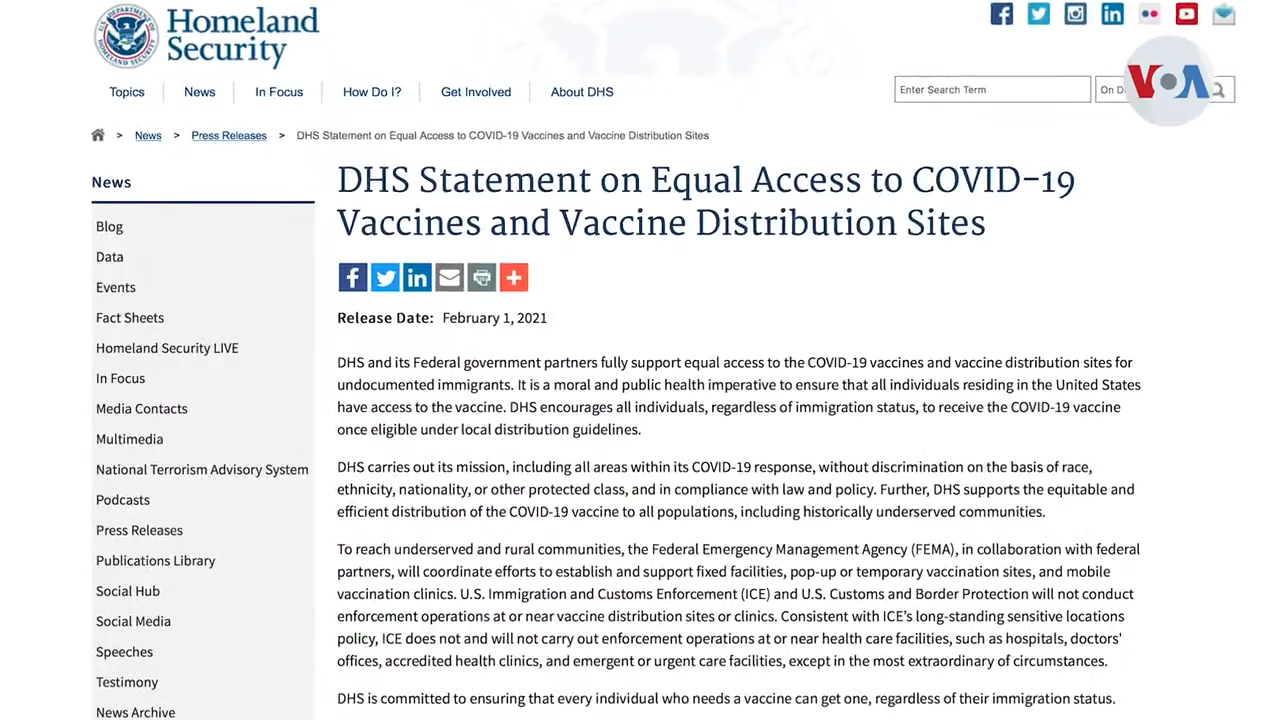 Homeland
Security
Topics
News
In Focus
How Do I?
Get Involved
About DHS
Enter Search Term
On D
VOA
> News > Press Releases > DHS Statement on Equal Access to COVID-19 Vaccines and Vaccine Distribution Sites
News
Blog
Data
Events
Fact Sheets
Homeland Security LIVE
In Focus
Media Contacts
Multimedia
National Terrorism Advisory System
Podcasts
Press Releases
Publications Library
Social Hub
Social Media
Speeches
Testimony
News Archive
DHS Statement on Equal Access to COVID-19
Vaccines and Vaccine Distribution Sites
Release Date: February 1, 2021
DHS and its Federal government partners fully support equal access to the COVID-19 vaccines and vaccine distribution sites for
undocumented immigrants. It is a moral and public health imperative to ensure that all individuals residing in the United States
have access to the vaccine. DHS encourages all individuals, regardless of immigration status, to receive the COVID-19 vaccine
once eligible under local distribution guidelines.
DHS carries out its mission, including all areas within its COVID-19 response, without discrimination on the basis of race,
ethnicity, nationality, or other protected class, and in compliance with law and policy. Further, DHS supports the equitable and
efficient distribution of the COVID-19 vaccine to all populations, including historically underserved communities.
To reach underserved and rural communities, the Federal Emergency Management Agency (FEMA), in collaboration with federal
partners, will coordinate efforts to establish and support fixed facilities, pop-up or temporary vaccination sites, and mobile
vaccination clinics. U.S. Immigration and Customs Enforcement (ICE) and U.S. Customs and Border Protection will not conduct
enforcement operations at or near vaccine distribution sites or clinics. Consistent with ICE's long-standing sensitive locations
policy, ICE does not and will not carry out enforcement operations at or near health care facilities, such as hospitals, doctors'
offices, accredited health clinics, and emergent or urgent care facilities, except in the most extraordinary of circumstances.
DHS is committed to ensuring that every individual who needs a vaccine can get one, regardless of their immigration status.